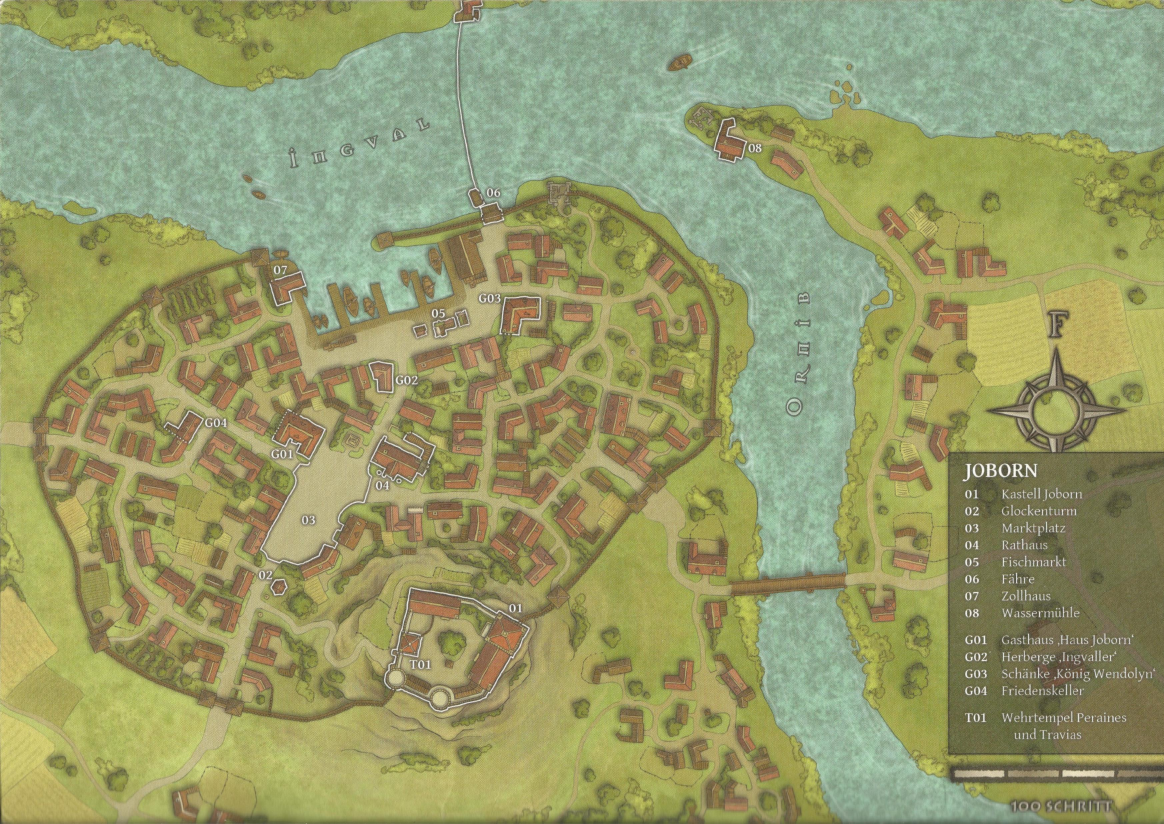 INGVAL
06
08
07
G03
05
ORNIB
F
G02
G04
G01
04
03
02
01
T01
JOBORN
01 Kastell Joborn
02 Glockenturm
03 Marktplatz
04 Rathaus
05 Fischmarkt
06 Fähre
07 Zollhaus
08 Wassermühle
G01 Gasthaus ‚Haus Joborn'
G02 Herberge ‚Ingvaller'
G03 Schänke ‚König Wendolyn'
G04 Friedenskeller
T01 Wehrtempel Peraines
und Travias
100 SCHRITT